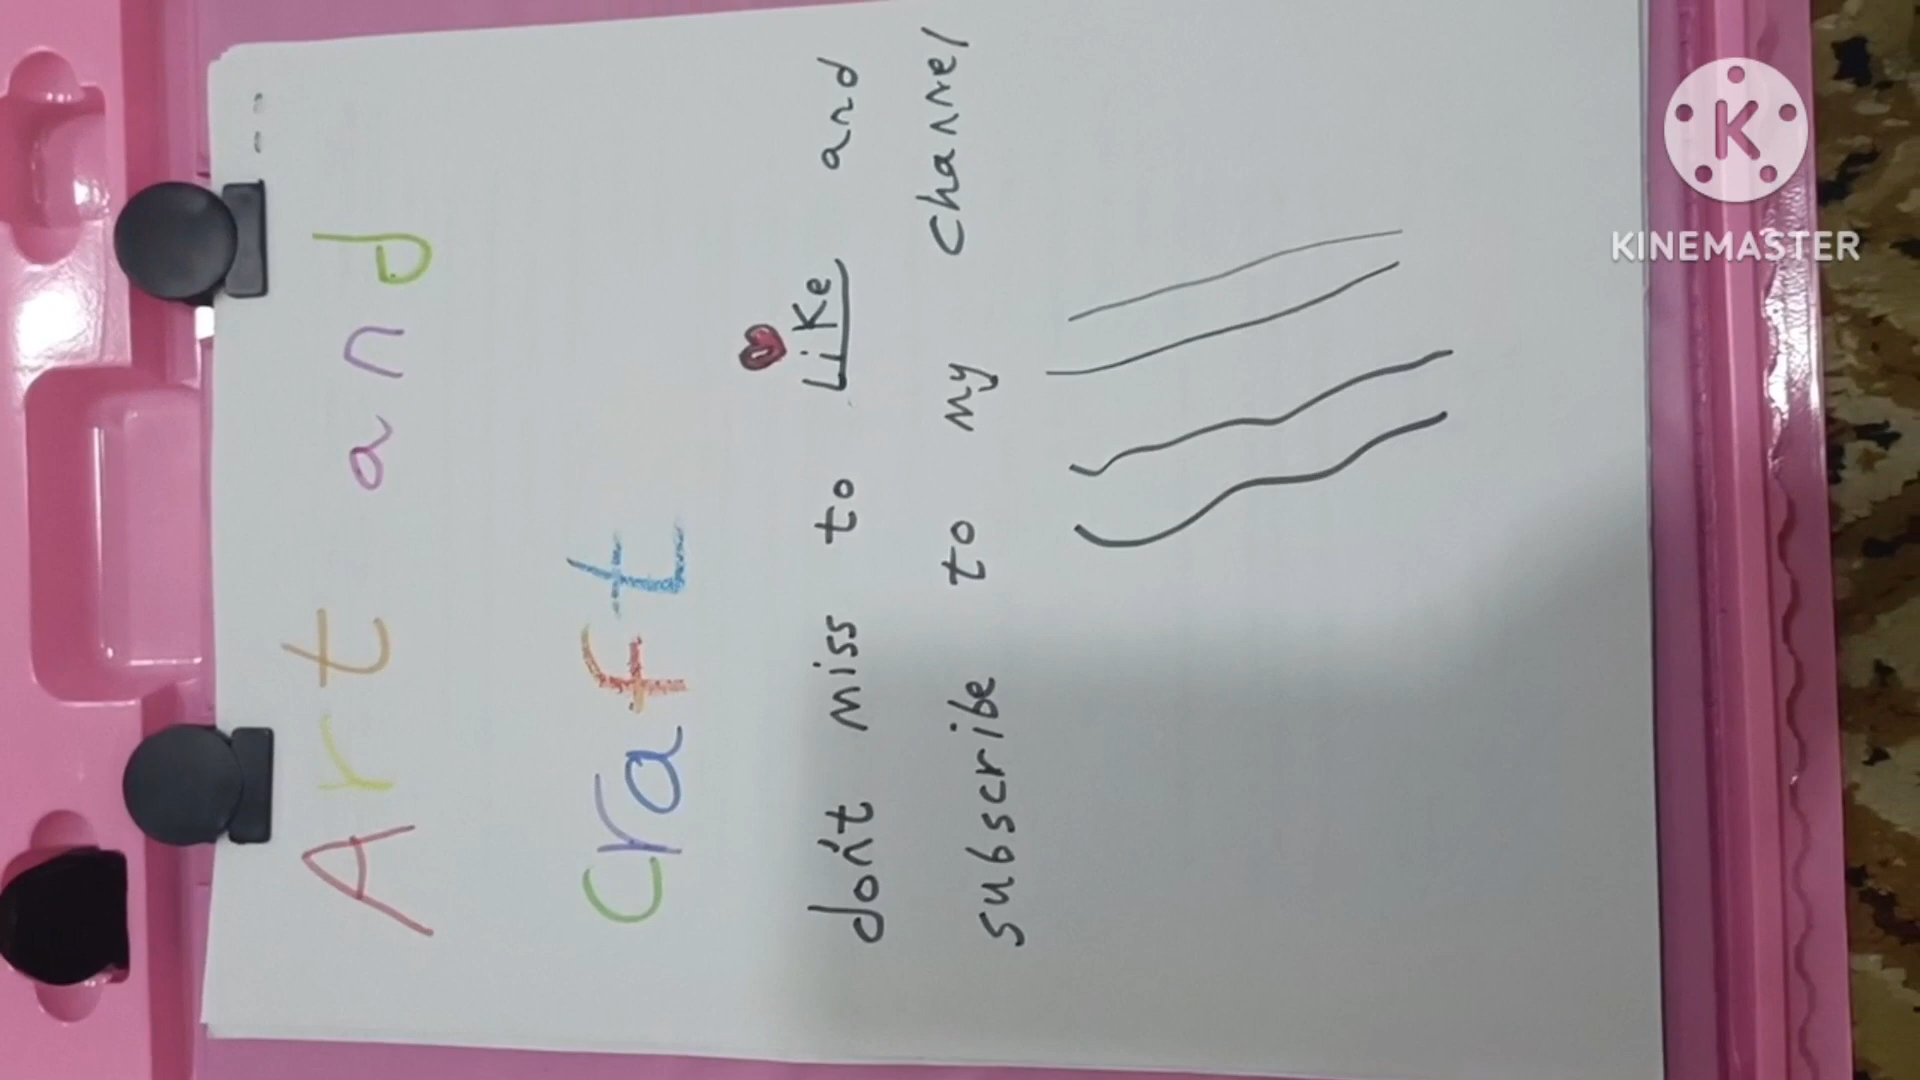 Art and
craft
don't miss to Like and
subscribe to my channel
K
KINEMASTER